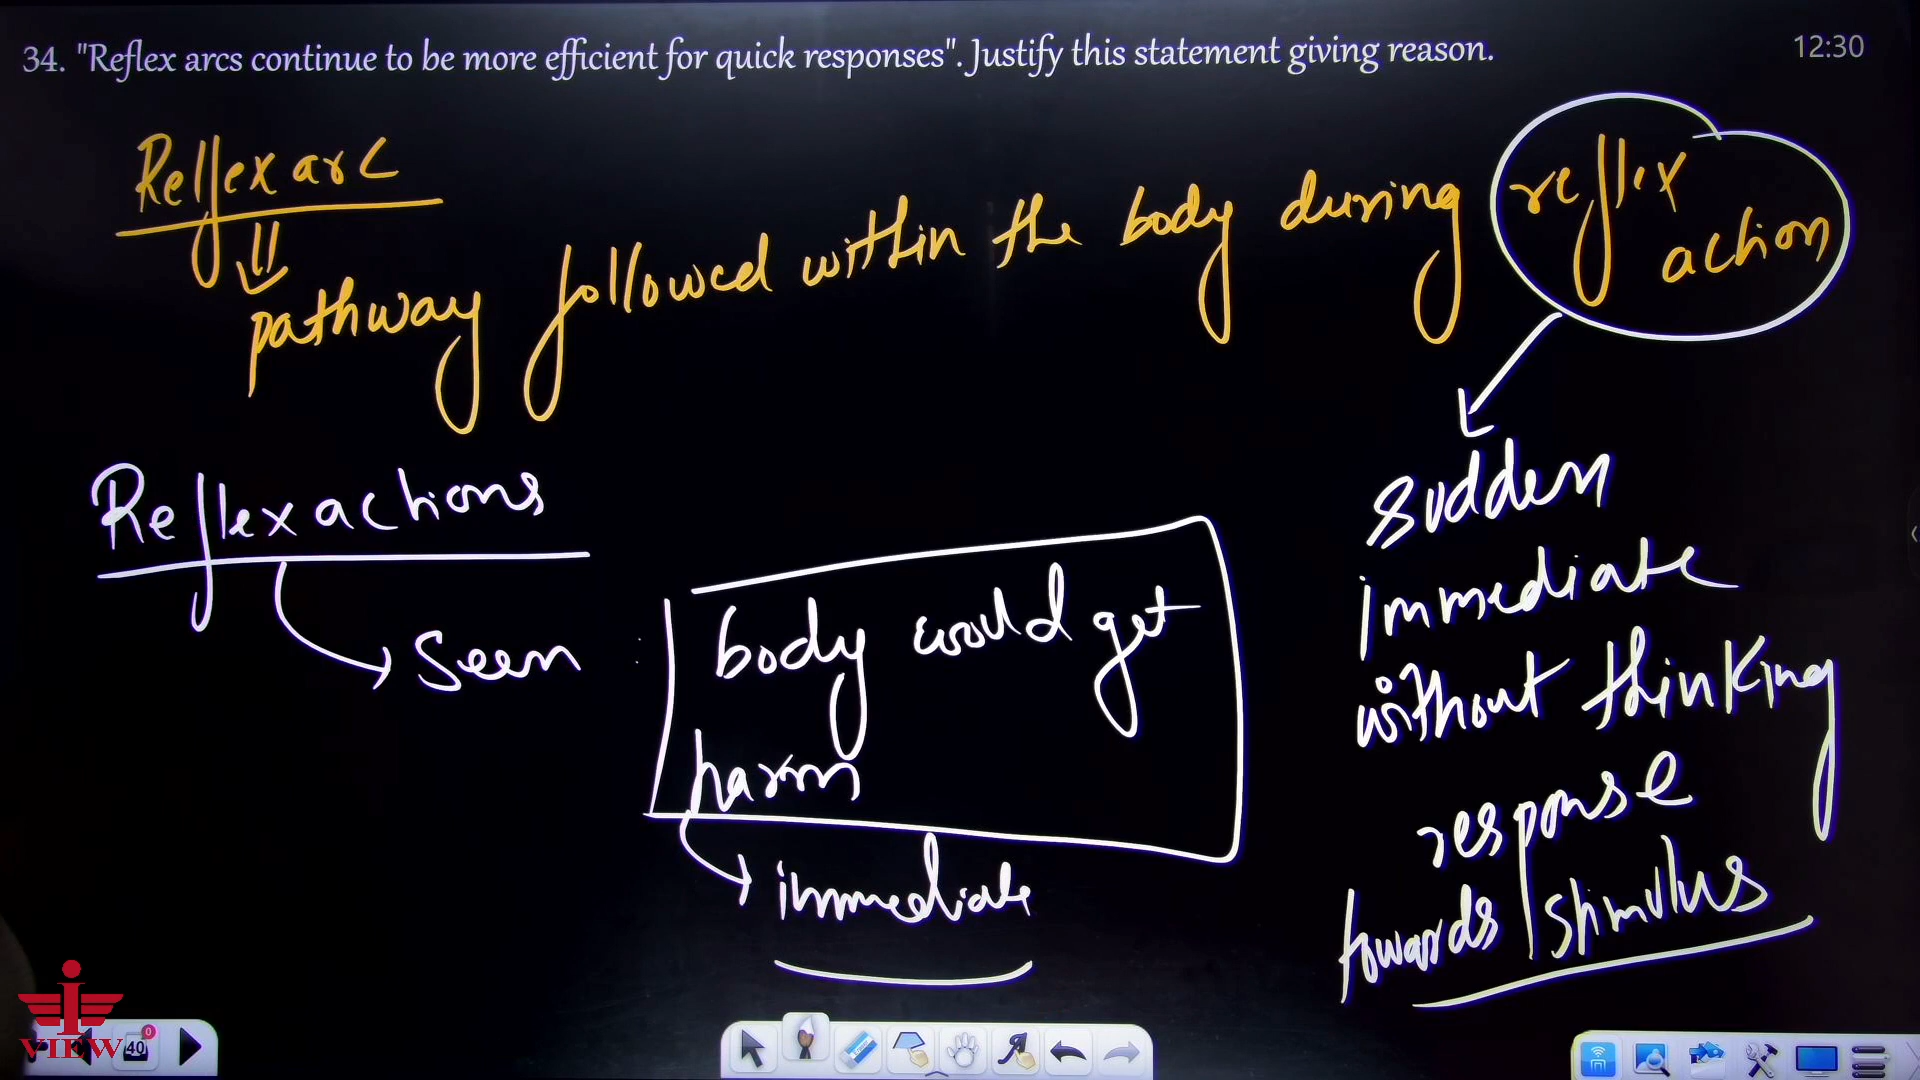 34. "Reflex arcs continue to be more efficient for quick responses". Justify this statement giving reason.
12:30
Reflex arc
pathway followed within the body during reflex action
Reflex actions
Seen
body would get
harm
immediate
sudden
immediate
without thinking
response
towards stimulus
VIEW
40
0